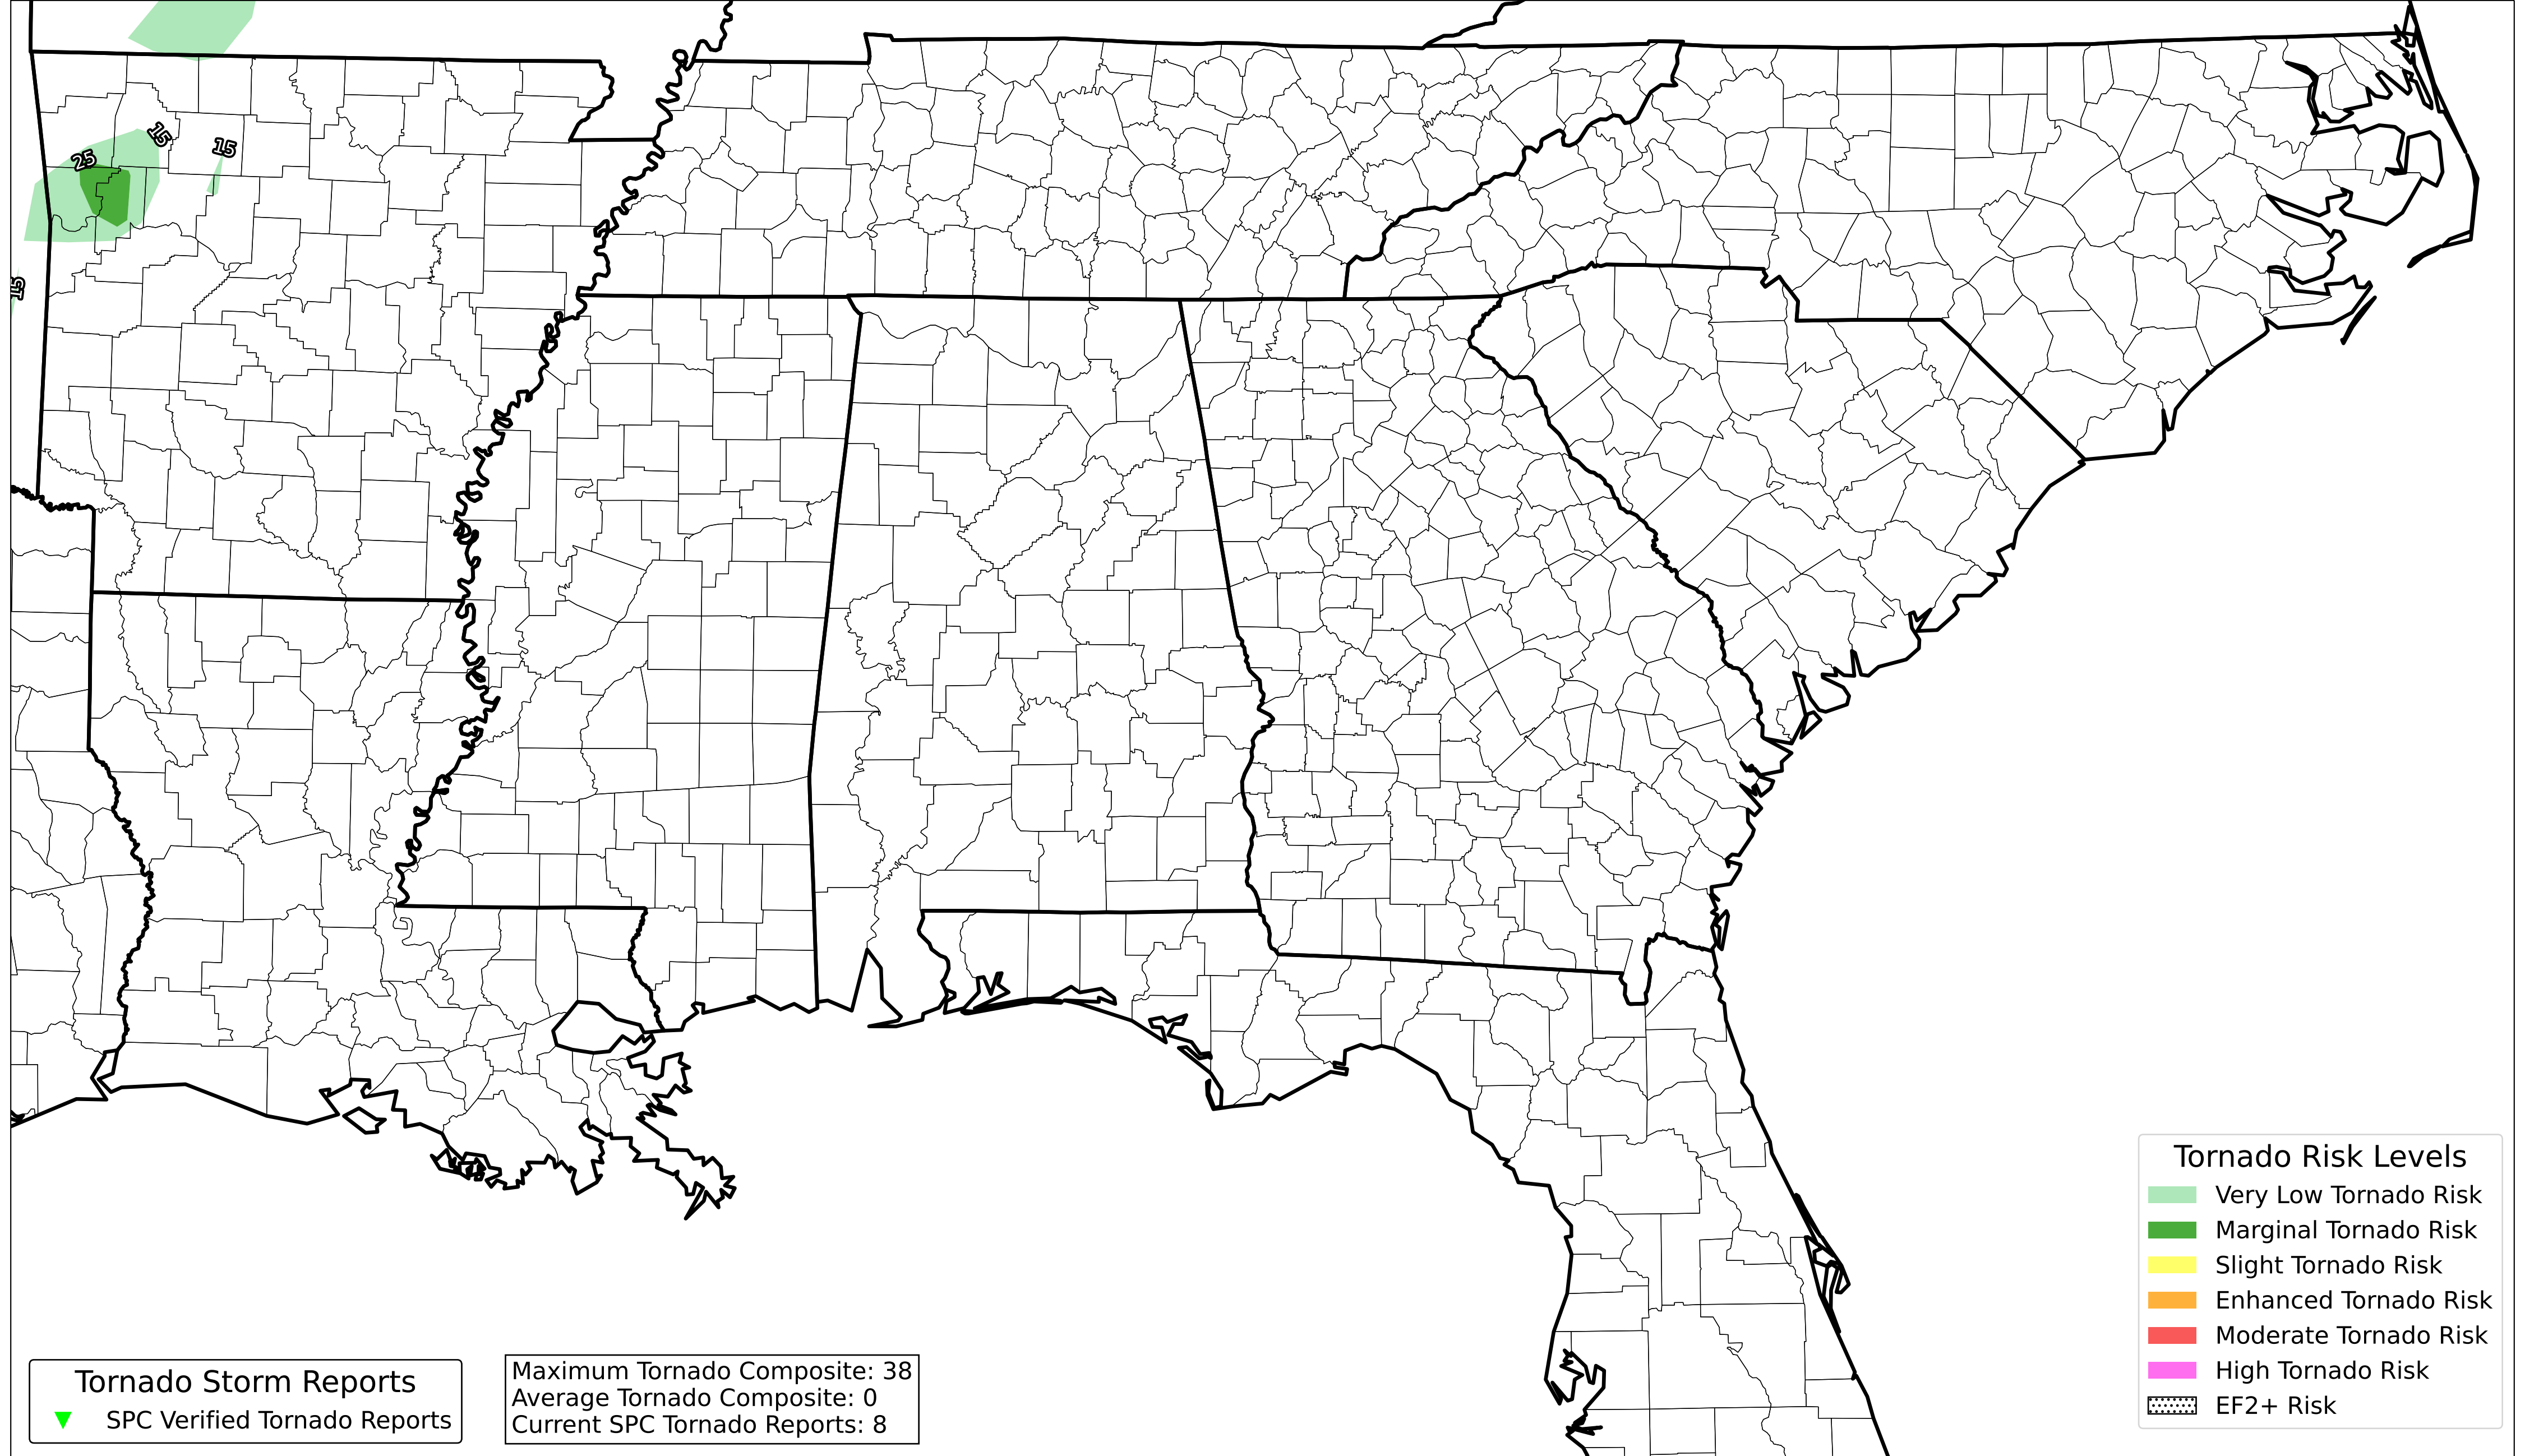 15
15
25
15
Tornado Risk Levels
Very Low Tornado Risk
Marginal Tornado Risk
Slight Tornado Risk
Enhanced Tornado Risk
Moderate Tornado Risk
High Tornado Risk
EF2+ Risk
Tornado Storm Reports
SPC Verified Tornado Reports
Maximum Tornado Composite: 38
Average Tornado Composite: 0
Current SPC Tornado Reports: 8